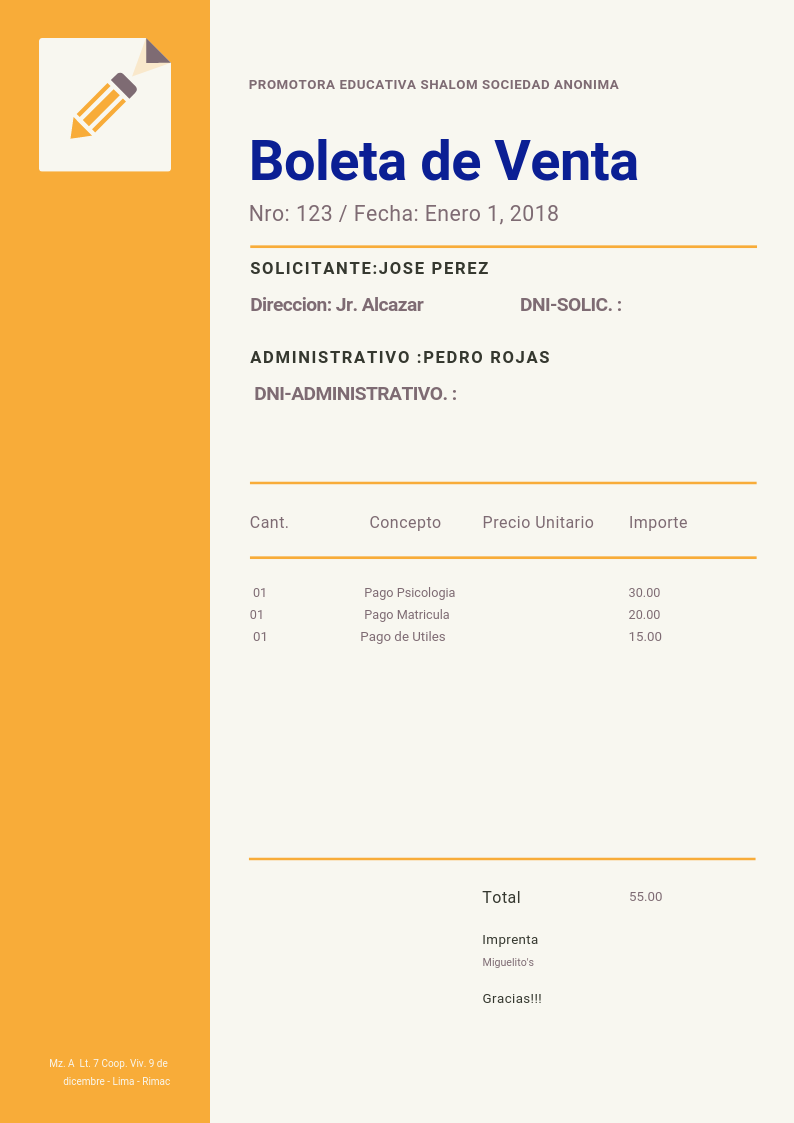 PROMOTORA EDUCATIVA SHALOM SOCIEDAD ANONIMA
Boleta de Venta
Nro: 123 / Fecha: Enero 1, 2018
SOLICITANTE:JOSE PEREZ
Direccion: Jr. Alcazar DNI-SOLIC. :
ADMINISTRATIVO :PEDRO ROJAS
DNI-ADMINISTRATIVO. :
Cant. Concepto Precio Unitario Importe
01 Pago Psicologia 30.00
01 Pago Matricula 20.00
01 Pago de Utiles 15.00
Total 55.00
Imprenta
Miguelito's
Gracias!!!
Mz. A Lt. 7 Coop. Viv. 9 de
dicembre - Lima - Rimac